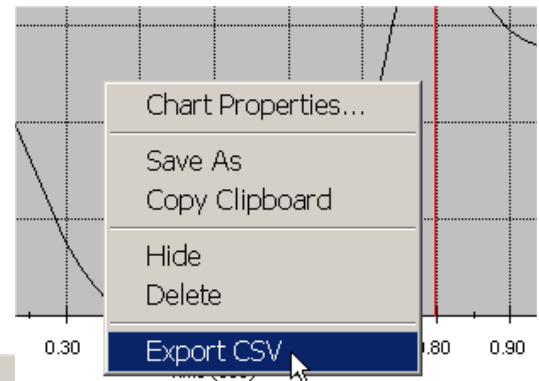 Chart Properties...
Save As
Copy Clipboard
Hide
Delete
Export CSV
0.30
.80
0.90